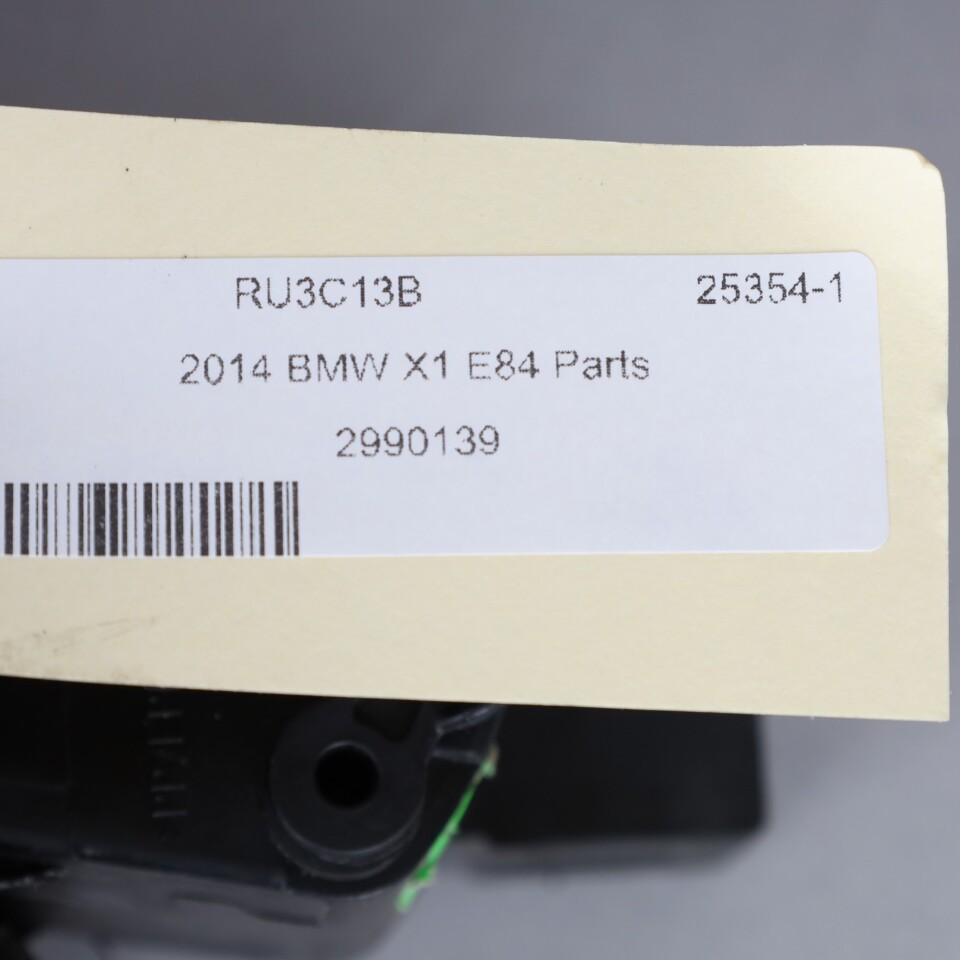 RU3C13B 25354-1
2014 BMW X1 E84 Parts
2990139